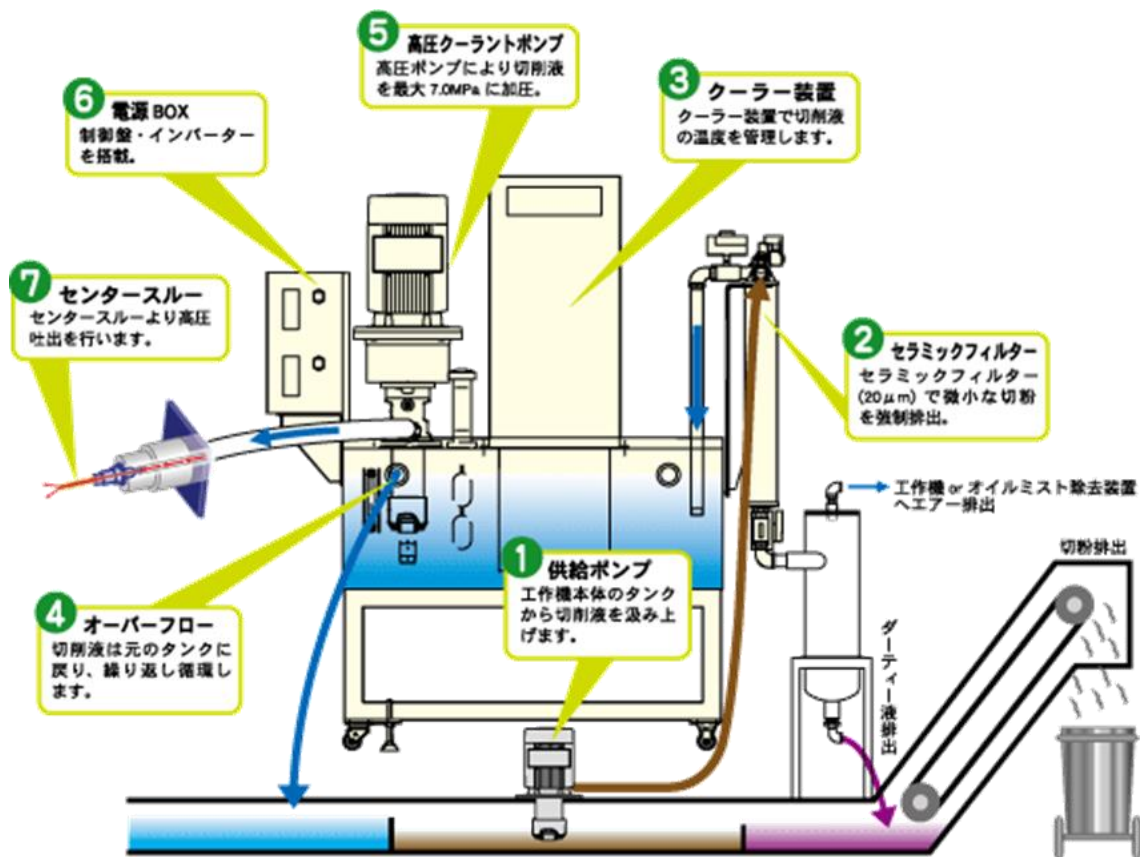 1 供給ポンプ
工作機本体のタンク
から切削液を汲み上
げます。
2 セラミックフィルター
セラミックフィルター
(20μm)で微小な切粉
を強制排出。
3 クーラー装置
クーラー装置で切削液
の温度を管理します。
4 オーバーフロー
切削液は元のタンクに
戻り、繰り返し循環し
ます。
5 高圧クーラントポンプ
高圧ポンプにより切削液
を最大7.0MPaに加圧。
6 電源BOX
制御盤・インバーター
を搭載。
7 センタースルー
センタースルーより高圧
吐出を行います。
工作機orオイルミスト除去装置
へエアー排出
切粉排出
ダーティー液排出